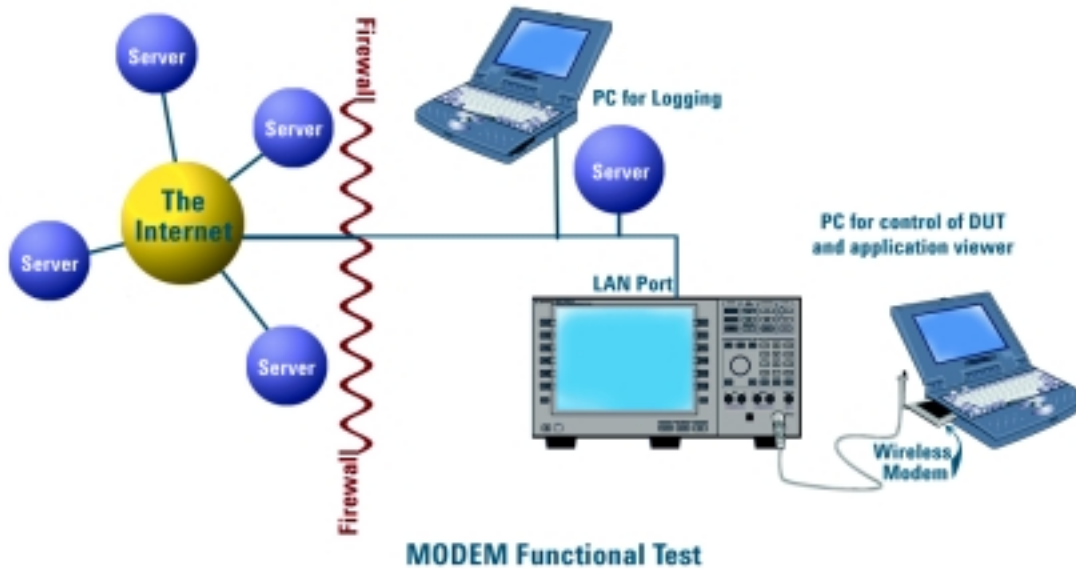 Server
Firewall
PC for Logging
Server
Server
The
Internet
Server
PC for control of DUT
and application viewer
LAN Port
Server
Wireless
Modem
Firewall
MODEM Functional Test